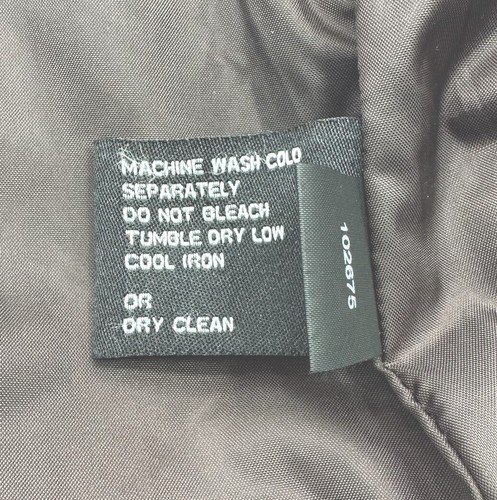 MACHINE WASH COLD
SEPARATELY
DO NOT BLEACH
TUMBLE DRY LOW
COOL IRON
OR
DRY CLEAN
102675